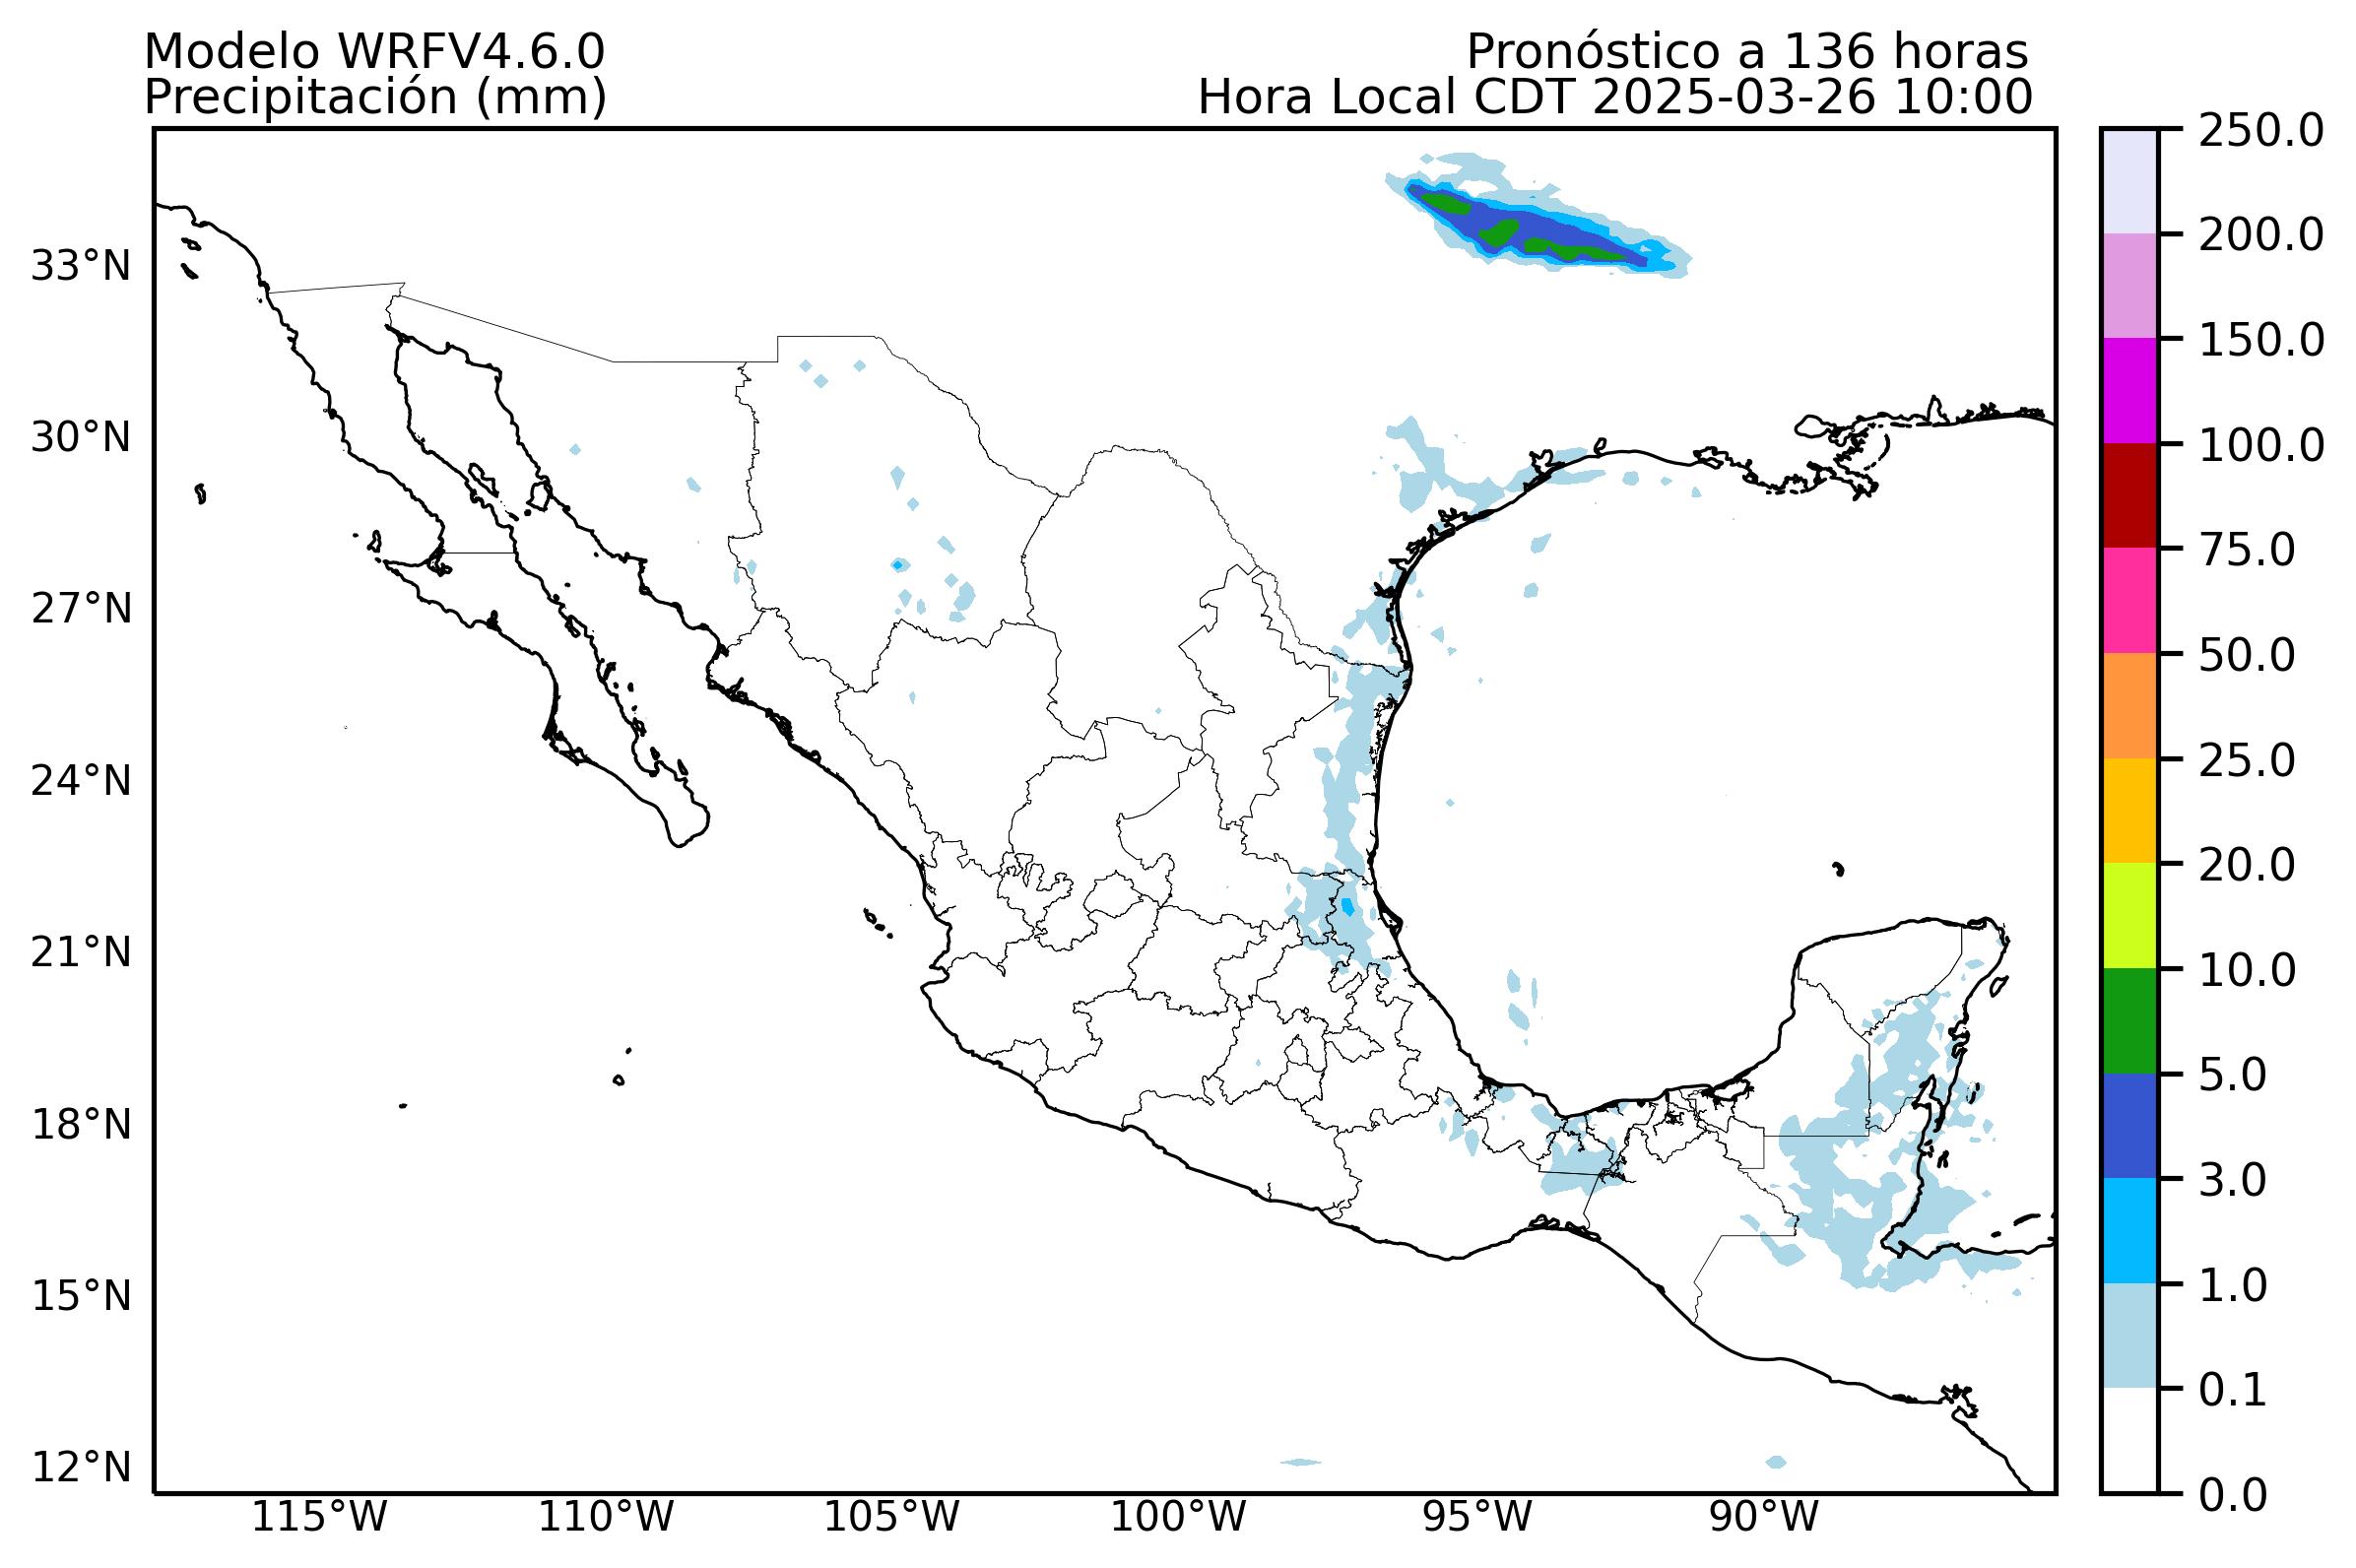 Modelo WRFV4.6.0
Precipitación (mm)
Pronóstico a 136 horas
Hora Local CDT 2025-03-26 10:00
33°N
30°N
27°N
24°N
21°N
18°N
15°N
12°N
115°W
110°W
105°W
100°W
95°W
90°W
250.0
200.0
150.0
100.0
75.0
50.0
25.0
20.0
10.0
5.0
3.0
1.0
0.1
0.0